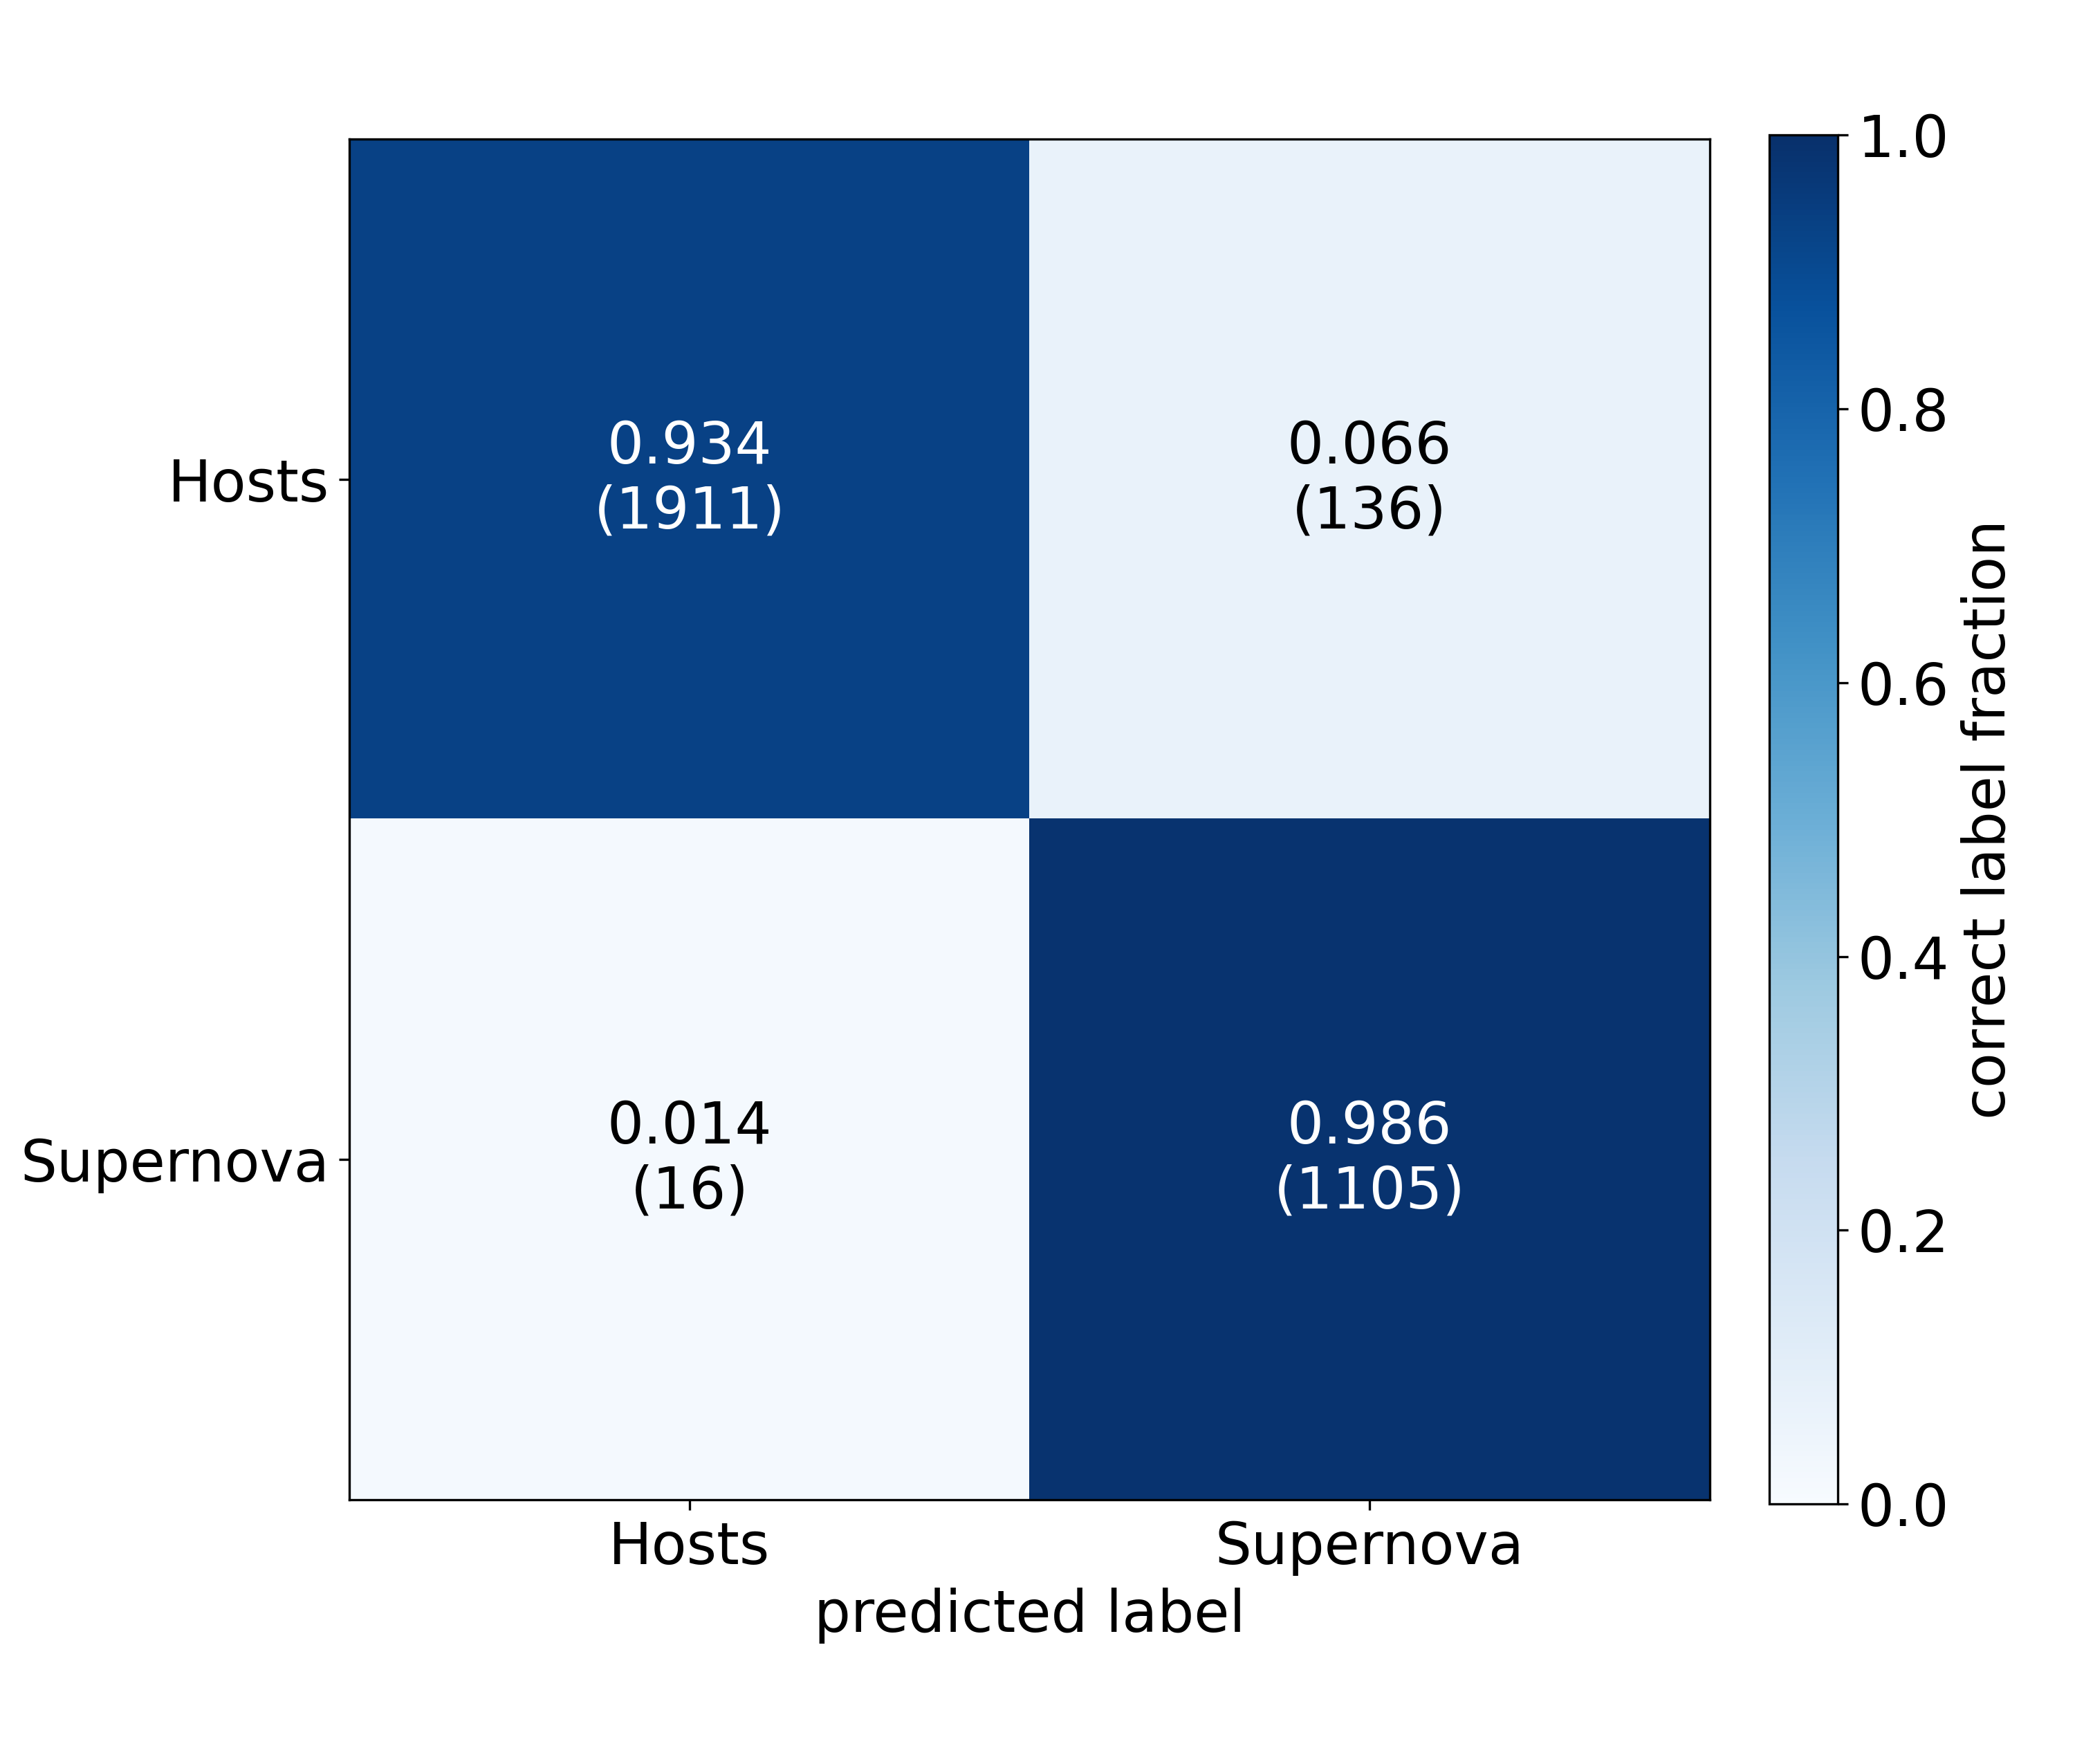 Hosts
Supernova
0.934
(1911)
0.066
(136)
0.014
(16)
0.986
(1105)
Hosts
Supernova
predicted label
1.0
0.8
0.6
0.4
0.2
0.0
correct label fraction